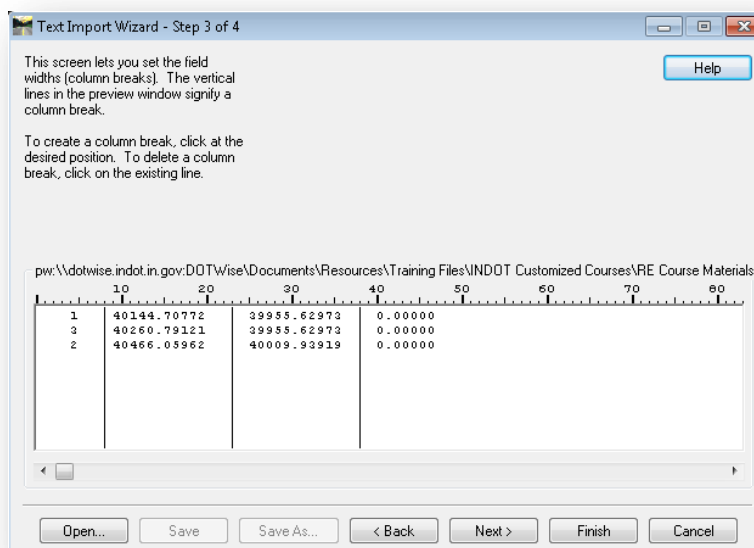 Text Import Wizard - Step 3 of 4
This screen lets you set the field
widths (column breaks). The vertical
lines in the preview window signify a
column break.
Help
To create a column break, click at the
desired position. To delete a column
break, click on the existing line.
pw:\\dotwise.indot.in.gov:DOTWise\Documents\Resources\Training Files\INDOT Customized Courses\RE Course Materials
10 20 30 40 50 60 70 80
1 40144.70772 39955.62973 0.00000
3 40260.79121 39955.62973 0.00000
2 40466.05962 40009.93919 0.00000
Open... Save Save As... < Back Next > Finish Cancel